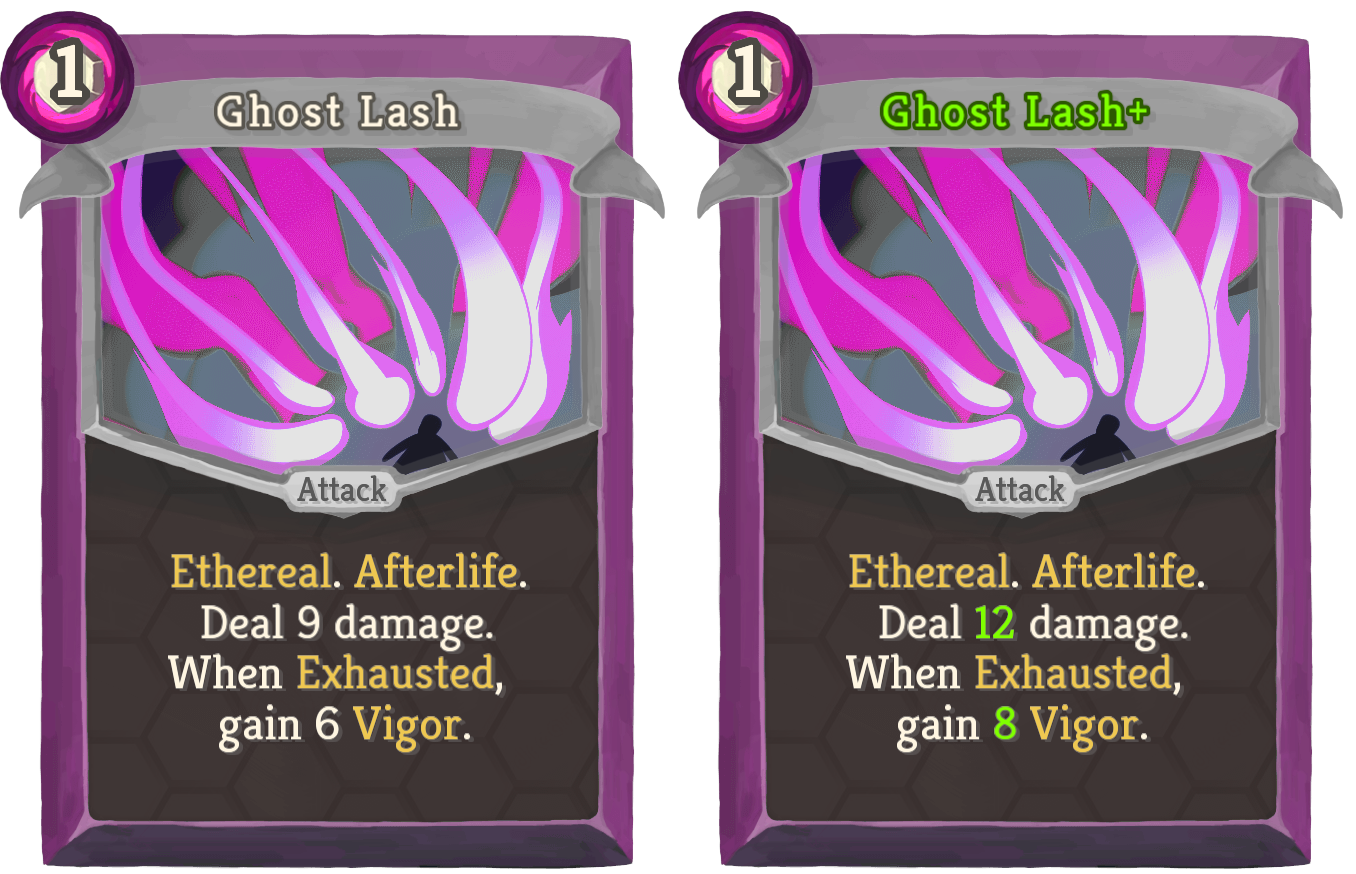 1
Ghost Lash
Attack
Ethereal. Afterlife.
Deal 9 damage.
When Exhausted,
gain 6 Vigor.
1
Ghost Lash+
Attack
Ethereal. Afterlife.
Deal 12 damage.
When Exhausted,
gain 8 Vigor.